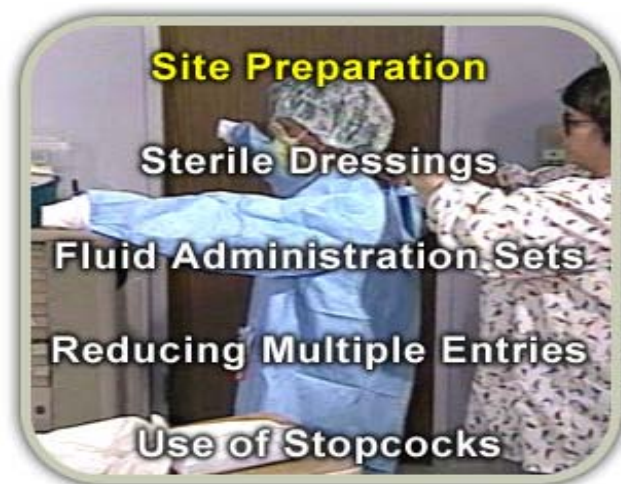 Site Preparation
Sterile Dressings
Fluid Administration Sets
Reducing Multiple Entries
Use of Stopcocks